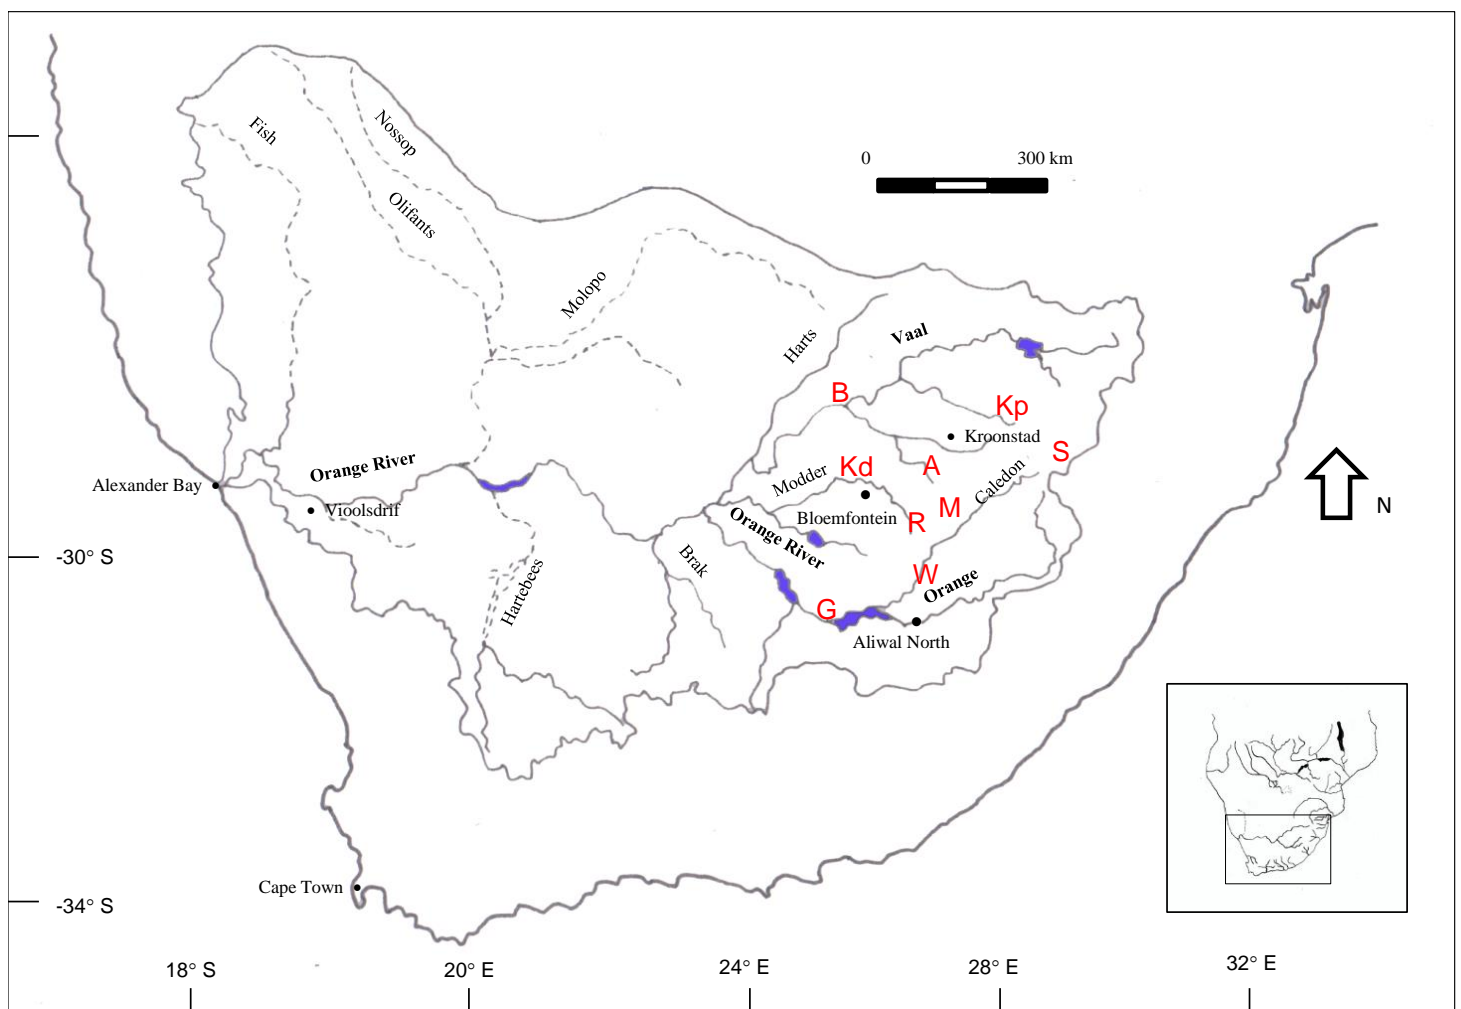 Fish
Nossop
Olifants
0
300 km
Molopo
Harts
Vaal
B
Kp
Kroonstad
S
A
Kd
Modder
Caledon
M
Bloemfontein
R
Orange River
Alexander Bay
Vioolsdrif
Orange River
N
-30° S
Brak
Hartebees
W
Orange
G
Aliwal North
Cape Town
-34° S
18° S
20° E
24° E
28° E
32° E